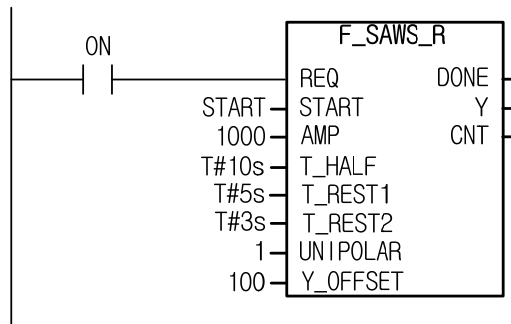 F_SAWS_R
ON
REQ DONE
START START Y
1000 AMP CNT
T#10s T_HALF
T#5s T_REST1
T#3s T_REST2
1 UNIPOLAR
100 Y_OFFSET